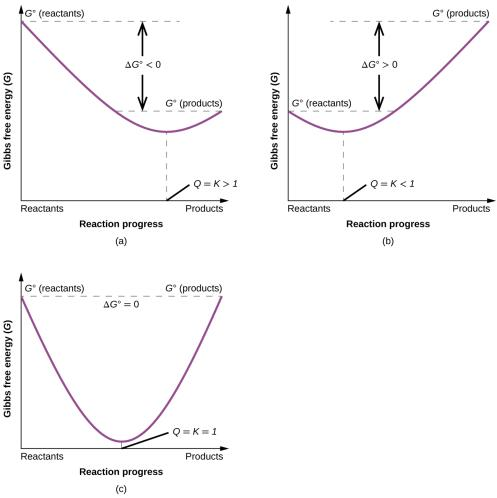 G° (reactants)
ΔG° < 0
G° (products)
Q = K > 1
Gibbs free energy (G)
Reactants
Products
Reaction progress
(a)
G° (products)
ΔG° > 0
G° (reactants)
Q = K < 1
Gibbs free energy (G)
Reactants
Products
Reaction progress
(b)
G° (reactants)
G° (products)
ΔG° = 0
Q = K = 1
Gibbs free energy (G)
Reactants
Products
Reaction progress
(c)